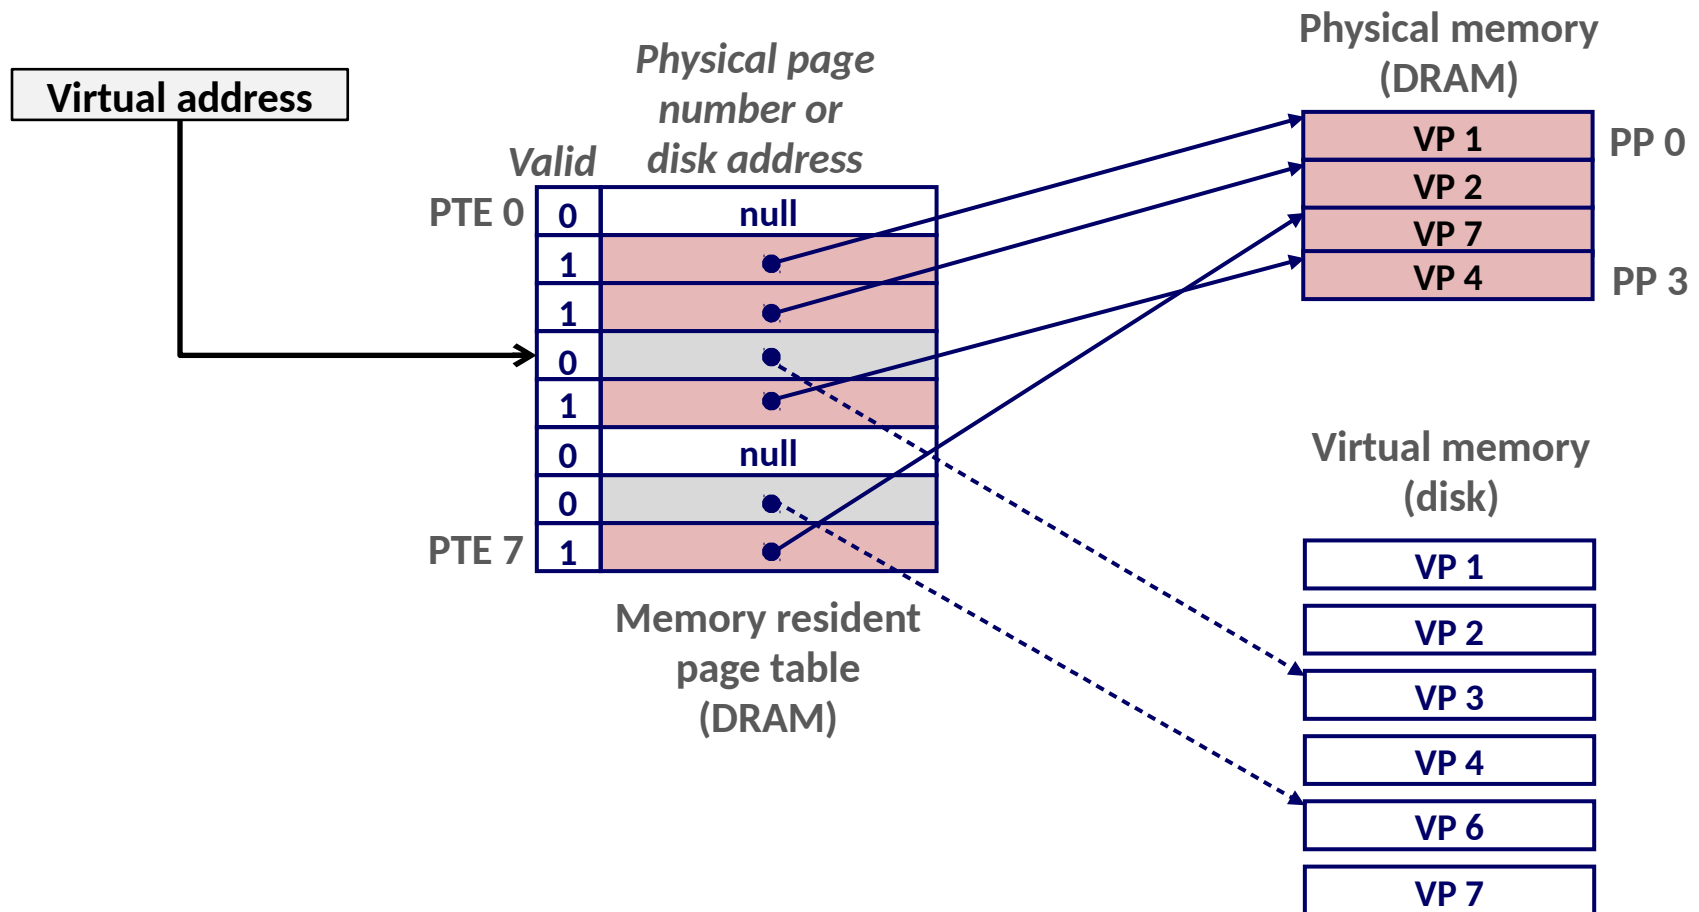 Virtual address
Physical page
number or
disk address
Valid
PTE 0
0
null
1
1
0
1
0
null
0
PTE 7
1
Memory resident
page table
(DRAM)
Physical memory
(DRAM)
VP 1
PP 0
VP 2
VP 7
VP 4
PP 3
Virtual memory
(disk)
VP 1
VP 2
VP 3
VP 4
VP 6
VP 7